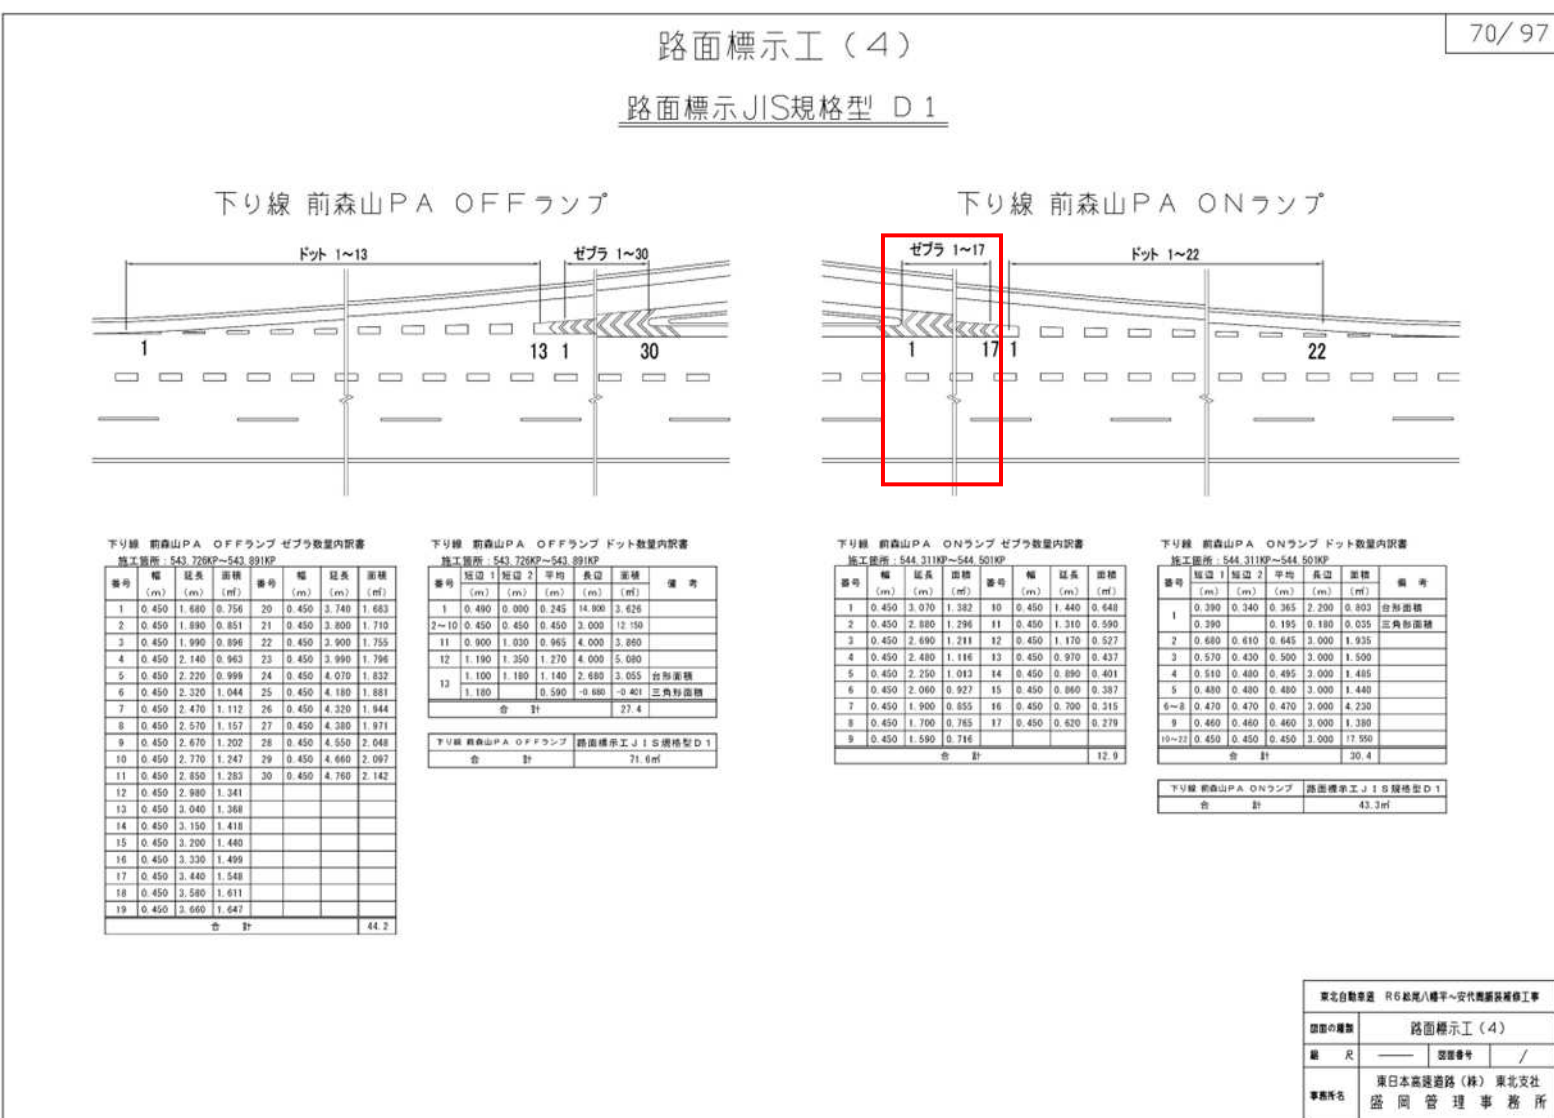 70/97
路面標示工（4）
路面標示JIS規格型 D1
下り線 前森山PA OFFランプ
下り線 前森山PA ONランプ
ドット 1～13
ゼブラ 1～30
ゼブラ 1～17
ドット 1～22
1
13 1
30
1
17 1
22
下り線 前森山PA OFFランプ ゼブラ数量内訳書
施工箇所：543.726KP～543.891KP
番号 幅（m） 延長（m） 面積（㎡） 番号 幅（m） 延長（m） 面積（㎡）
1 0.450 1.680 0.756 20 0.450 3.740 1.683
2 0.450 1.890 0.851 21 0.450 3.800 1.710
3 0.450 1.990 0.896 22 0.450 3.900 1.755
4 0.450 2.140 0.963 23 0.450 3.990 1.796
5 0.450 2.220 0.999 24 0.450 4.070 1.832
6 0.450 2.320 1.044 25 0.450 4.180 1.881
7 0.450 2.470 1.112 26 0.450 4.320 1.944
8 0.450 2.570 1.157 27 0.450 4.380 1.971
9 0.450 2.670 1.202 28 0.450 4.550 2.048
10 0.450 2.770 1.247 29 0.450 4.660 2.097
11 0.450 2.850 1.283 30 0.450 4.760 2.142
12 0.450 2.980 1.341
13 0.450 3.040 1.368
14 0.450 3.150 1.418
15 0.450 3.200 1.440
16 0.450 3.330 1.499
17 0.450 3.440 1.548
18 0.450 3.580 1.611
19 0.450 3.660 1.647
合 計 44.2
下り線 前森山PA OFFランプ ドット数量内訳書
施工箇所：543.726KP～543.891KP
番号 短辺1（m） 短辺2（m） 平均（m） 長辺（m） 面積（㎡） 備 考
1 0.490 0.000 0.245 14.800 3.626
2～10 0.450 0.450 0.450 3.000 12.150
11 0.900 1.030 0.965 4.000 3.860
12 1.190 1.350 1.270 4.000 5.080
13 1.100 1.180 1.140 2.680 3.055 台形面積
1.180 0.590 -0.680 -0.401 三角形面積
合 計 27.4
下り線 前森山PA OFFランプ 路面標示工JIS規格型D1
合 計 71.6㎡
下り線 前森山PA ONランプ ゼブラ数量内訳書
施工箇所：544.311KP～544.501KP
番号 幅（m） 延長（m） 面積（㎡） 番号 幅（m） 延長（m） 面積（㎡）
1 0.450 3.070 1.382 10 0.450 1.440 0.648
2 0.450 2.880 1.296 11 0.450 1.310 0.590
3 0.450 2.690 1.211 12 0.450 1.170 0.527
4 0.450 2.480 1.116 13 0.450 0.970 0.437
5 0.450 2.250 1.013 14 0.450 0.890 0.401
6 0.450 2.060 0.927 15 0.450 0.860 0.387
7 0.450 1.900 0.855 16 0.450 0.700 0.315
8 0.450 1.700 0.765 17 0.450 0.620 0.279
9 0.450 1.590 0.716
合 計 12.9
下り線 前森山PA ONランプ ドット数量内訳書
施工箇所：544.311KP～544.501KP
番号 短辺1（m） 短辺2（m） 平均（m） 長辺（m） 面積（㎡） 備 考
1 0.390 0.340 0.365 2.200 0.803 台形面積
0.390 0.195 0.180 0.035 三角形面積
2 0.680 0.610 0.645 3.000 1.935
3 0.570 0.430 0.500 3.000 1.500
4 0.510 0.480 0.495 3.000 1.485
5 0.480 0.480 0.480 3.000 1.440
6～8 0.470 0.470 0.470 3.000 4.230
9 0.460 0.460 0.460 3.000 1.380
10～22 0.450 0.450 0.450 3.000 17.550
合 計 30.4
下り線 前森山PA ONランプ 路面標示工JIS規格型D1
合 計 43.3㎡
東北自動車道 R6松尾八幡平～安代間舗装補修工事
図面の種類 路面標示工（4）
縮 尺 ―― 図面番号 /
事務所名 東日本高速道路（株） 東北支社
盛岡管理事務所